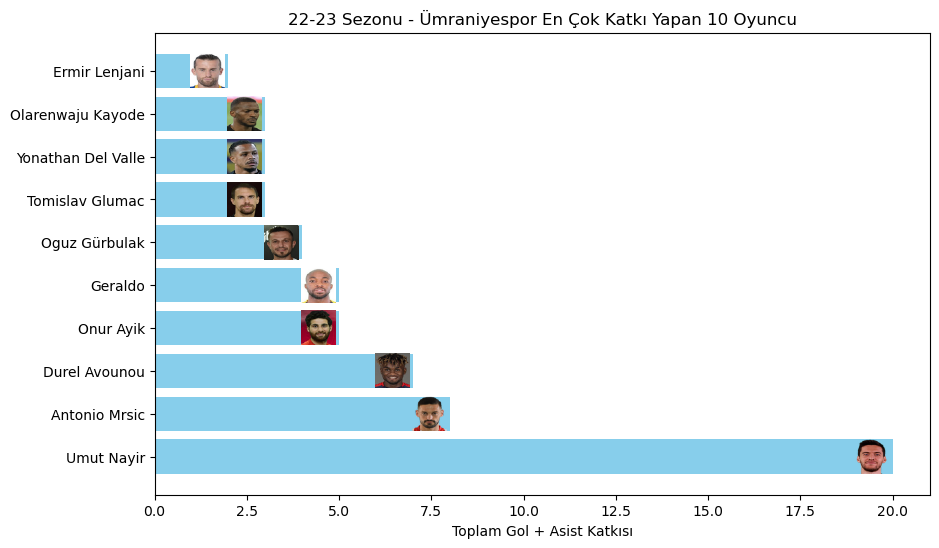 22-23 Sezonu - Ümraniyespor En Çok Katkı Yapan 10 Oyuncu
Ermir Lenjani
Olarenwaju Kayode
Yonathan Del Valle
Tomislav Glumac
Oguz Gürbulak
Geraldo
Onur Ayik
Durel Avounou
Antonio Mrsic
Umut Nayir
0.0 2.5 5.0 7.5 10.0 12.5 15.0 17.5 20.0
Toplam Gol + Asist Katkısı